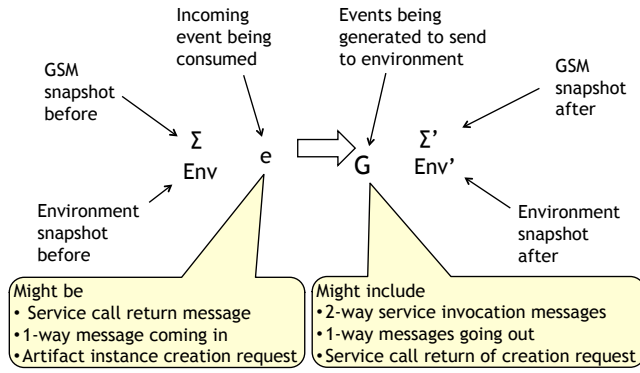 Incoming
event being
consumed
Events being
generated to send
to environment
GSM
snapshot
before
GSM
snapshot
after
Σ
Env
e
G
Σ’
Env’
Environment
snapshot
before
Environment
snapshot
after
Might be
• Service call return message
•1-way message coming in
•Artifact instance creation request
Might include
•2-way service invocation messages
•1-way messages going out
•Service call return of creation request